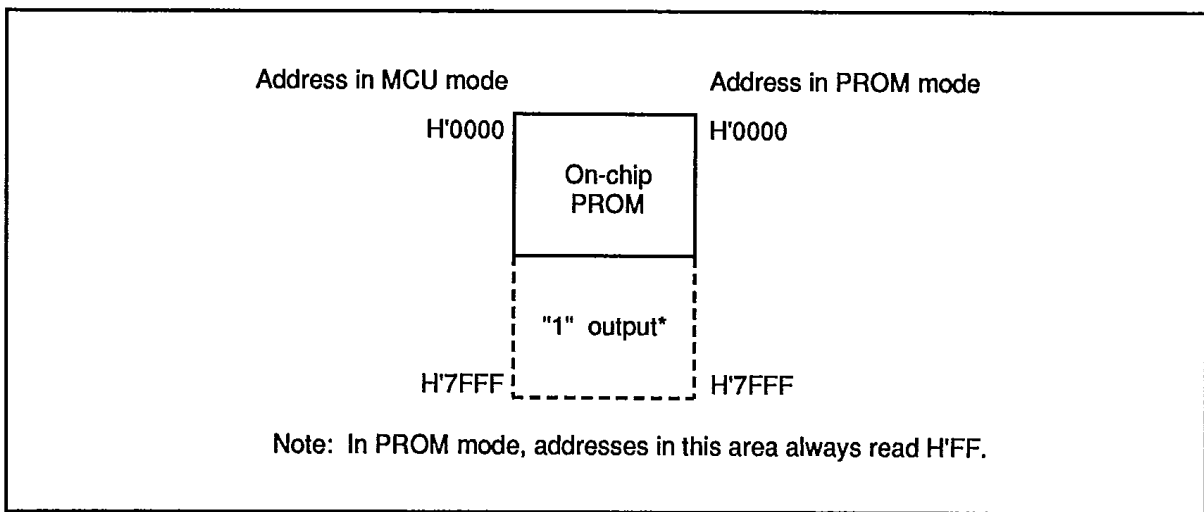 Address in MCU mode Address in PROM mode
H'0000 H'0000
On-chip
PROM
"1" output*
H'7FFF H'7FFF
Note: In PROM mode, addresses in this area always read H'FF.